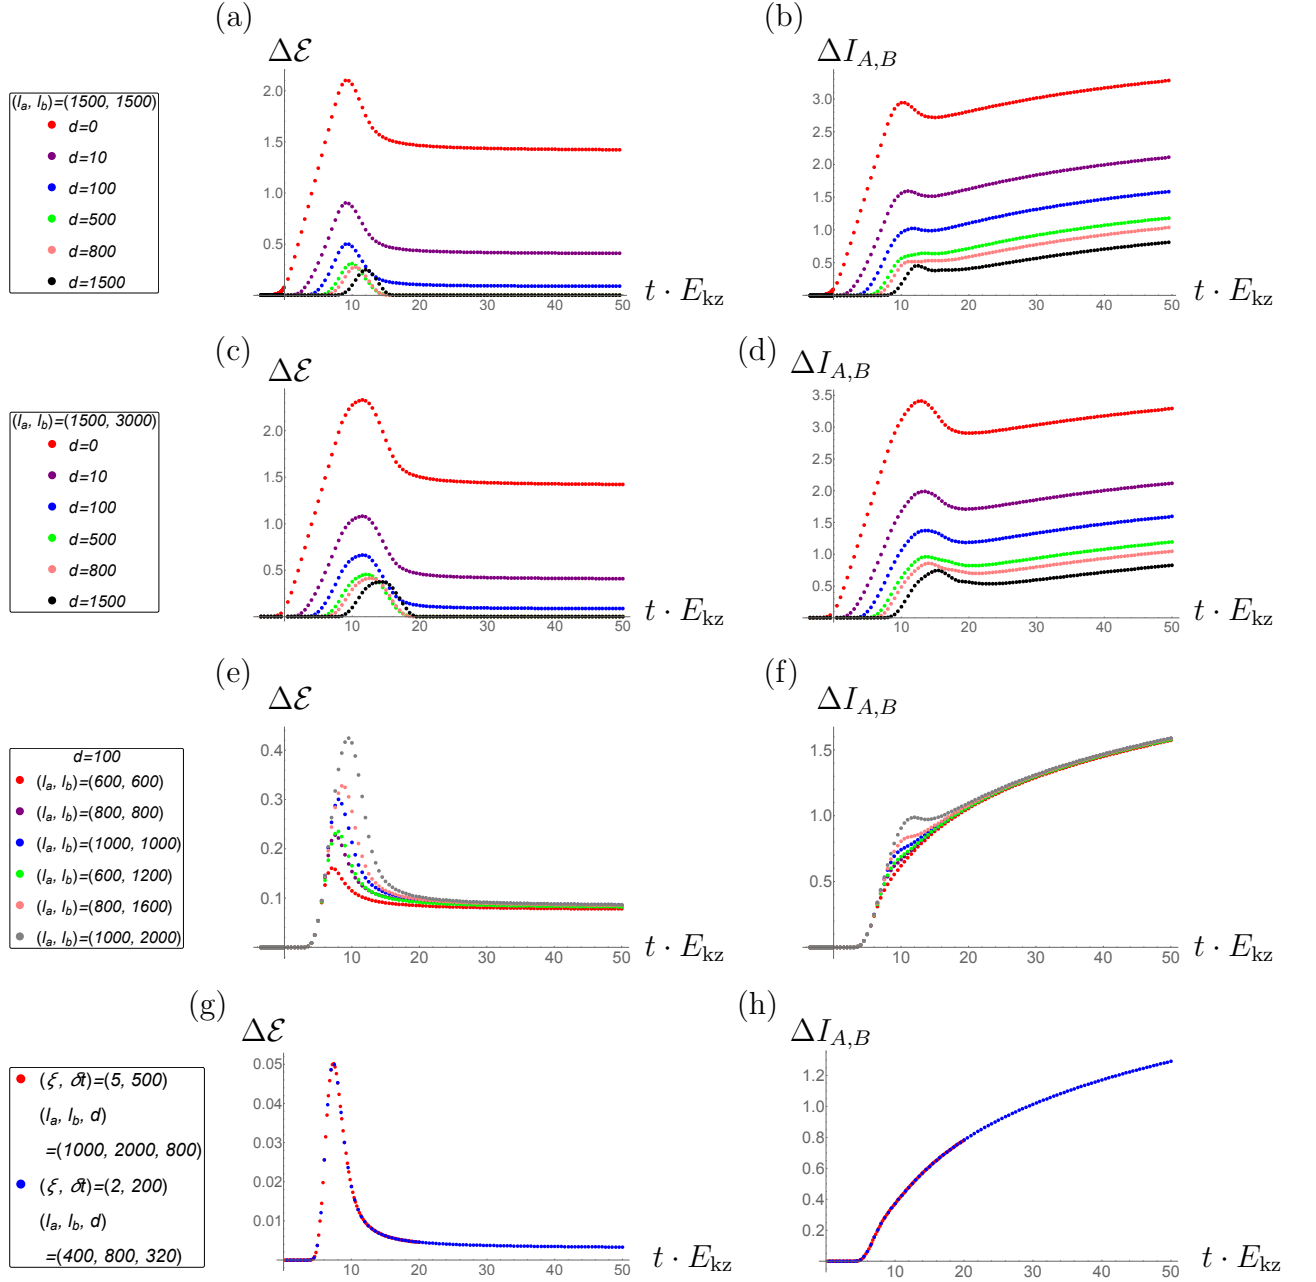 (a)
(b)
Δℰ
ΔI_{A,B}
(l_a, l_b)=(1500, 1500)
d=0
d=10
d=100
d=500
d=800
d=1500
2.0
1.5
1.0
0.5
10 20 30 40 50
t · E_kz
3.0
2.5
2.0
1.5
1.0
0.5
10 20 30 40 50
t · E_kz
(c)
(d)
Δℰ
ΔI_{A,B}
(l_a, l_b)=(1500, 3000)
d=0
d=10
d=100
d=500
d=800
d=1500
2.0
1.5
1.0
0.5
10 20 30 40 50
t · E_kz
3.5
3.0
2.5
2.0
1.5
1.0
0.5
10 20 30 40 50
t · E_kz
(e)
(f)
Δℰ
ΔI_{A,B}
d=100
(l_a, l_b)=(600, 600)
(l_a, l_b)=(800, 800)
(l_a, l_b)=(1000, 1000)
(l_a, l_b)=(600, 1200)
(l_a, l_b)=(800, 1600)
(l_a, l_b)=(1000, 2000)
0.4
0.3
0.2
0.1
10 20 30 40 50
t · E_kz
1.5
1.0
0.5
10 20 30 40 50
t · E_kz
(g)
(h)
Δℰ
ΔI_{A,B}
(ξ, δt)=(5, 500)
(l_a, l_b, d)
=(1000, 2000, 800)
(ξ, δt)=(2, 200)
(l_a, l_b, d)
=(400, 800, 320)
0.05
0.04
0.03
0.02
0.01
10 20 30 40 50
t · E_kz
1.2
1.0
0.8
0.6
0.4
0.2
10 20 30 40 50
t · E_kz